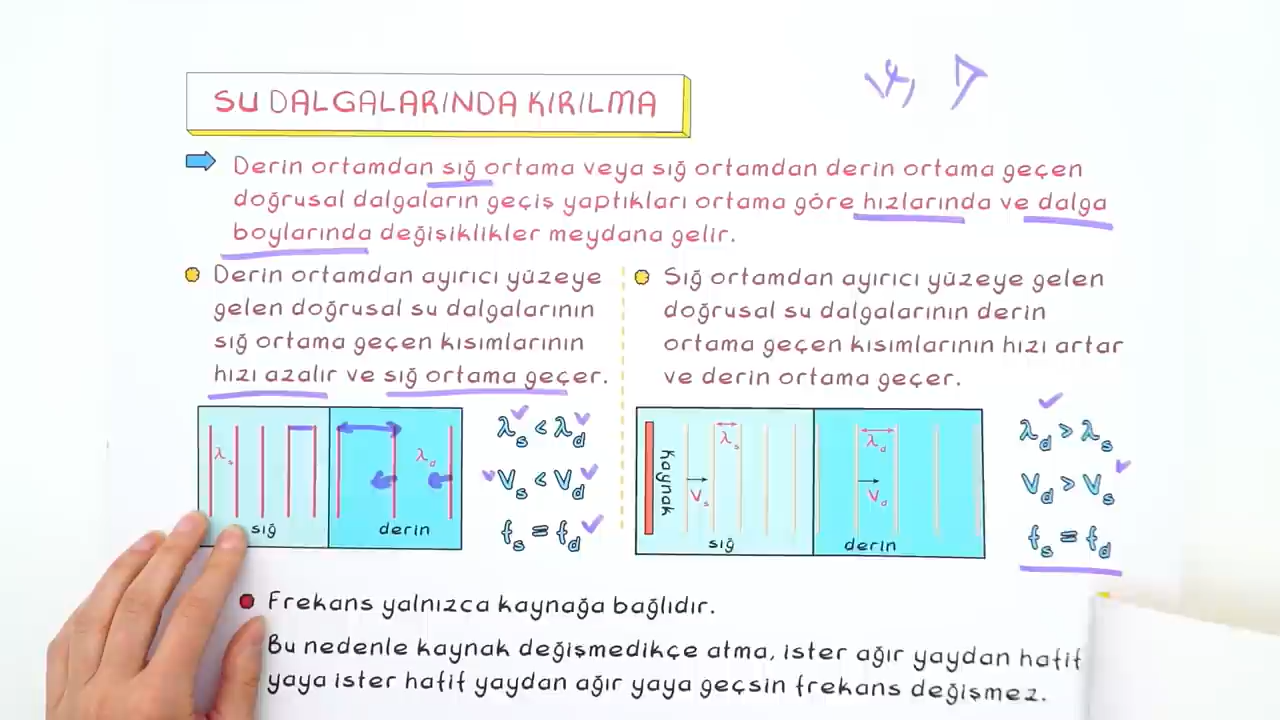 SU DALGALARINDA KIRILMA
Derin ortamdan sığ ortama veya sığ ortamdan derin ortama geçen
doğrusal dalgaların geçiş yaptıkları ortama göre hızlarında ve dalga
boylarında değişiklikler meydana gelir.
Derin ortamdan ayırıcı yüzeye
gelen doğrusal su dalgalarının
sığ ortama geçen kısımlarının
hızı azalır ve sığ ortama geçer.
λs
λd
sığ
derin
λs < λd
Vs < Vd
fs = fd
Sığ ortamdan ayırıcı yüzeye gelen
doğrusal su dalgalarının derin
ortama geçen kısımlarının hızı artar
ve derin ortama geçer.
kaynak
λs
λd
Vs
Vd
sığ
derin
λd > λs
Vd > Vs
fs = fd
Frekans yalnızca kaynağa bağlıdır.
Bu nedenle kaynak değişmedikçe atma, ister ağır yaydan hafif
yaya ister hafif yaydan ağır yaya geçsin frekans değişmez.